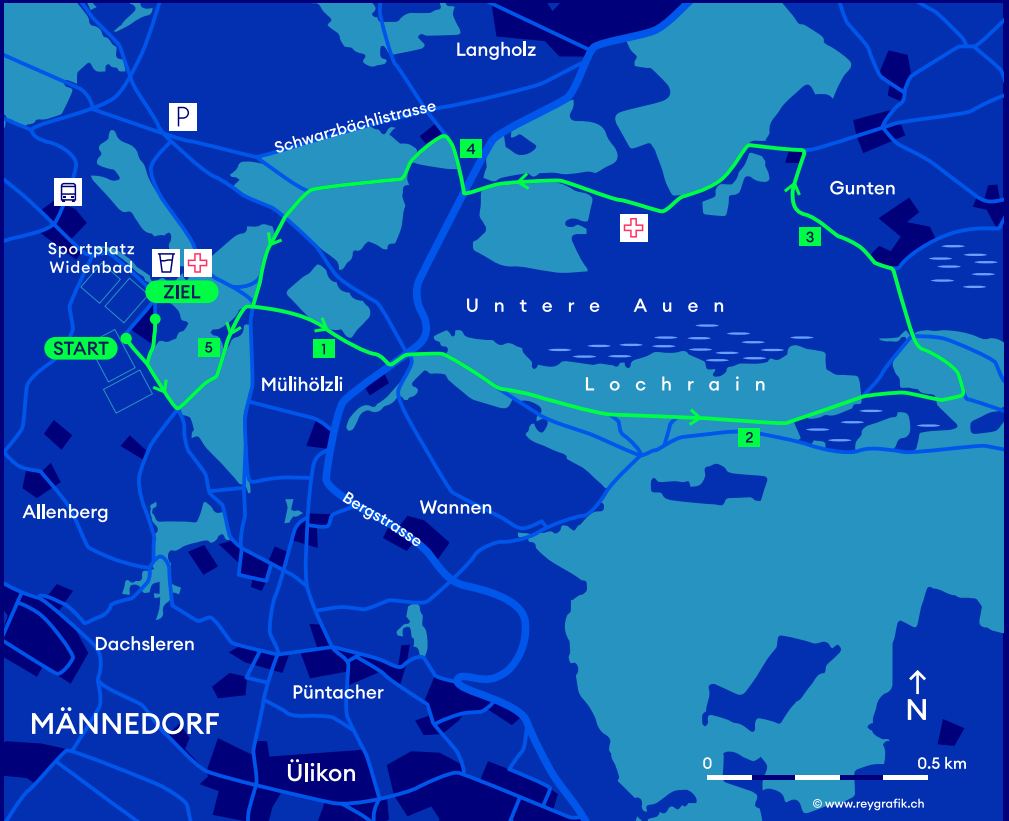 Langholz
P
Schwarzbächlistrasse
4
Gunten
3
Sportplatz
Widenbad
ZIEL
Untere Auen
START
5
1
Mülihölzli
Lochrain
2
Allenberg
Wannen
Bergstrasse
Dachsleren
Püntacher
N
MÄNNEDORF
Ülikon
0
0.5 km
© www.reygrafik.ch